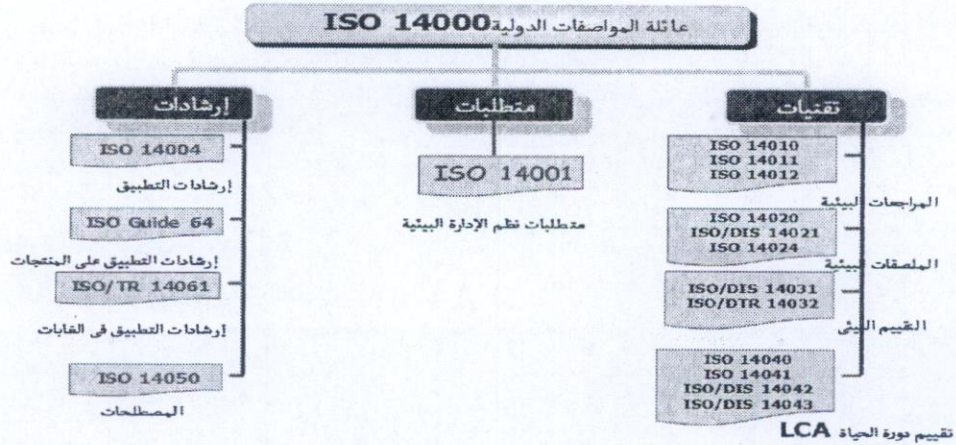 عائلة المواصفات الدولية ISO 14000
تقنيات
ISO 14010
ISO 14011
ISO 14012
المراجعات البيئية
ISO 14020
ISO/DIS 14021
ISO 14024
الملصقات البيئية
ISO/DIS 14031
ISO/DTR 14032
التقييم البيئى
ISO 14040
ISO 14041
ISO/DIS 14042
ISO/DIS 14043
تقييم دورة الحياة LCA
متطلبات
ISO 14001
متطلبات نظم الإدارة البيئية
إرشادات
ISO 14004
إرشادات التطبيق
ISO Guide 64
إرشادات التطبيق على المنتجات
ISO/TR 14061
إرشادات التطبيق فى الغابات
ISO 14050
المصطلحات